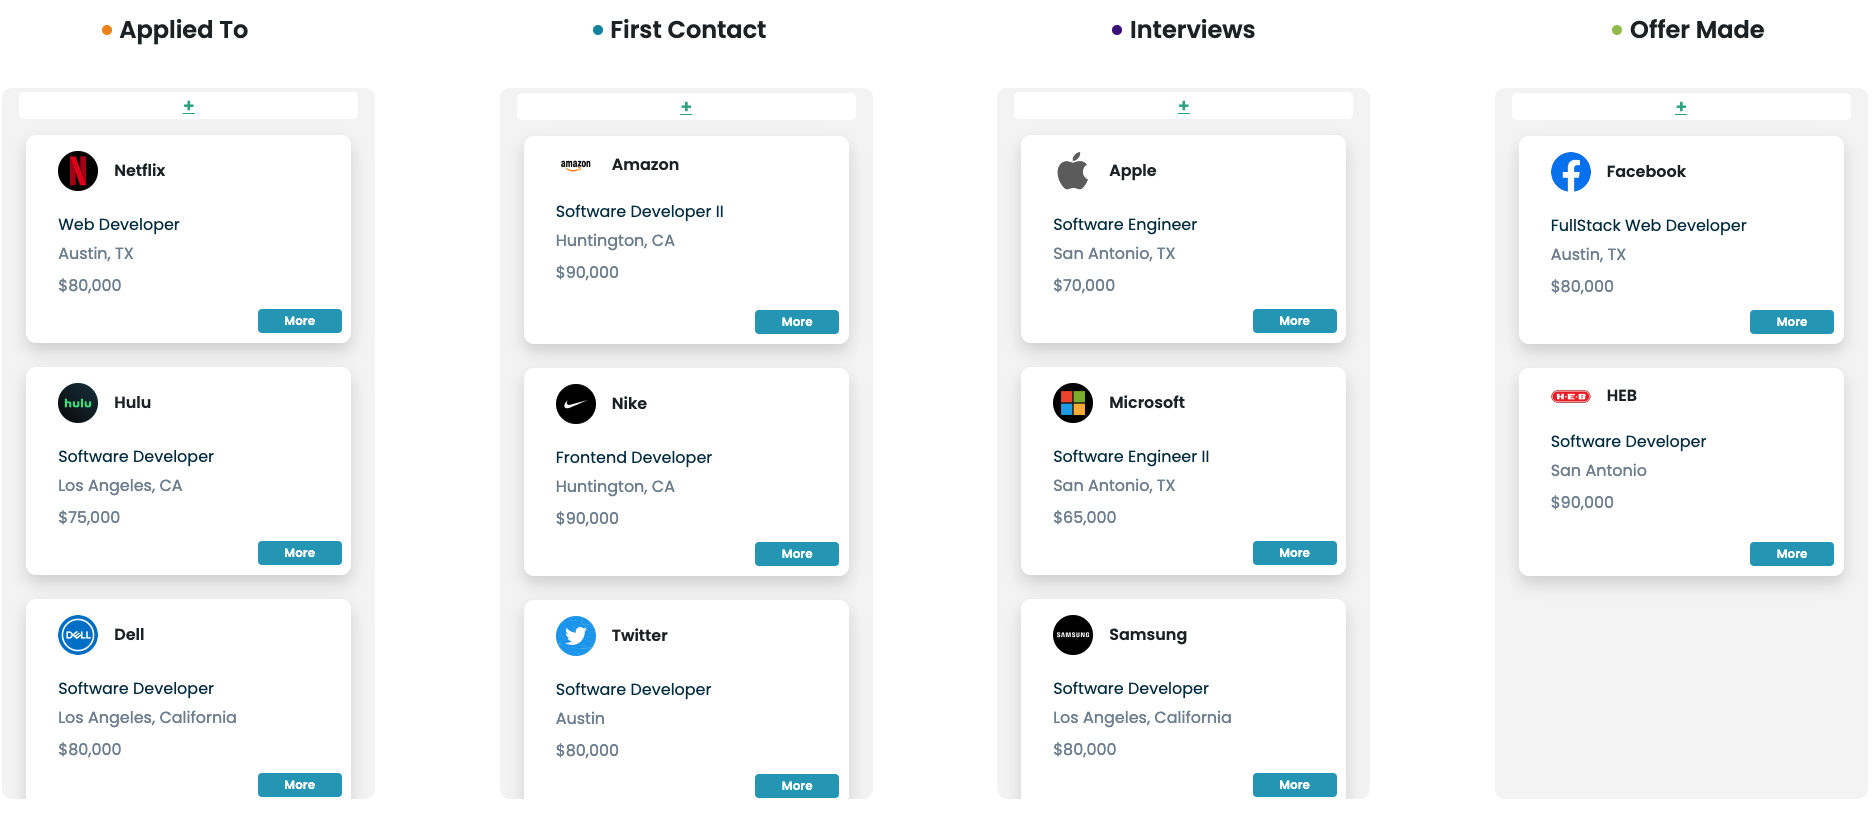 Applied To
+
Netflix
Web Developer
Austin, TX
$80,000
More
hulu
Hulu
Software Developer
Los Angeles, CA
$75,000
More
DELL
Dell
Software Developer
Los Angeles, California
$80,000
More
First Contact
+
amazon
Amazon
Software Developer II
Huntington, CA
$90,000
More
Nike
Frontend Developer
Huntington, CA
$90,000
More
Twitter
Software Developer
Austin
$80,000
More
Interviews
+
Apple
Software Engineer
San Antonio, TX
$70,000
More
Microsoft
Software Engineer II
San Antonio, TX
$65,000
More
SAMSUNG
Samsung
Software Developer
Los Angeles, California
$80,000
More
Offer Made
+
Facebook
FullStack Web Developer
Austin, TX
$80,000
More
H-E-B
HEB
Software Developer
San Antonio
$90,000
More